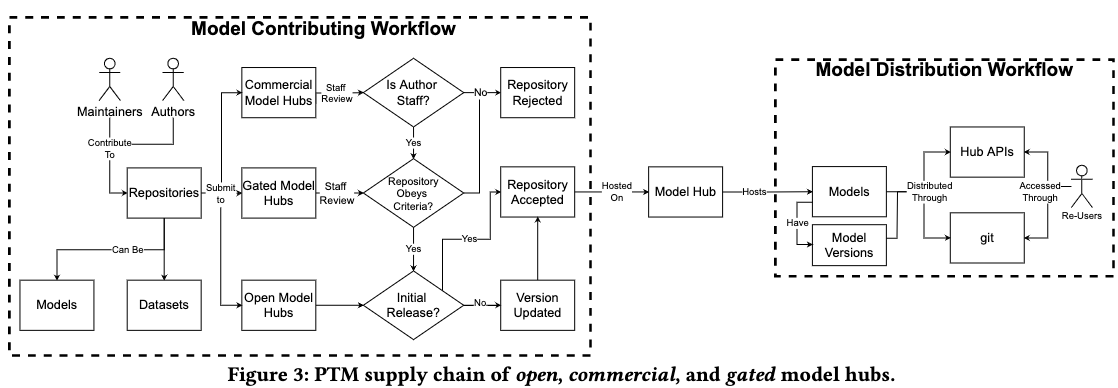 Model Contributing Workflow
Maintainers
Authors
Contribute
To
Repositories
Can Be
Models
Datasets
Submit
to
Commercial
Model Hubs
Staff
Review
Is Author
Staff?
No
Repository
Rejected
Yes
Gated Model
Hubs
Staff
Review
Repository
Obeys
Criteria?
Repository
Accepted
Yes
Yes
Open Model
Hubs
Initial
Release?
No
Version
Updated
Hosted
On
Model Hub
Hosts
Model Distribution Workflow
Models
Have
Model
Versions
Distributed
Through
Hub APIs
git
Accessed
Through
Re-Users
Figure 3: PTM supply chain of open, commercial, and gated model hubs.